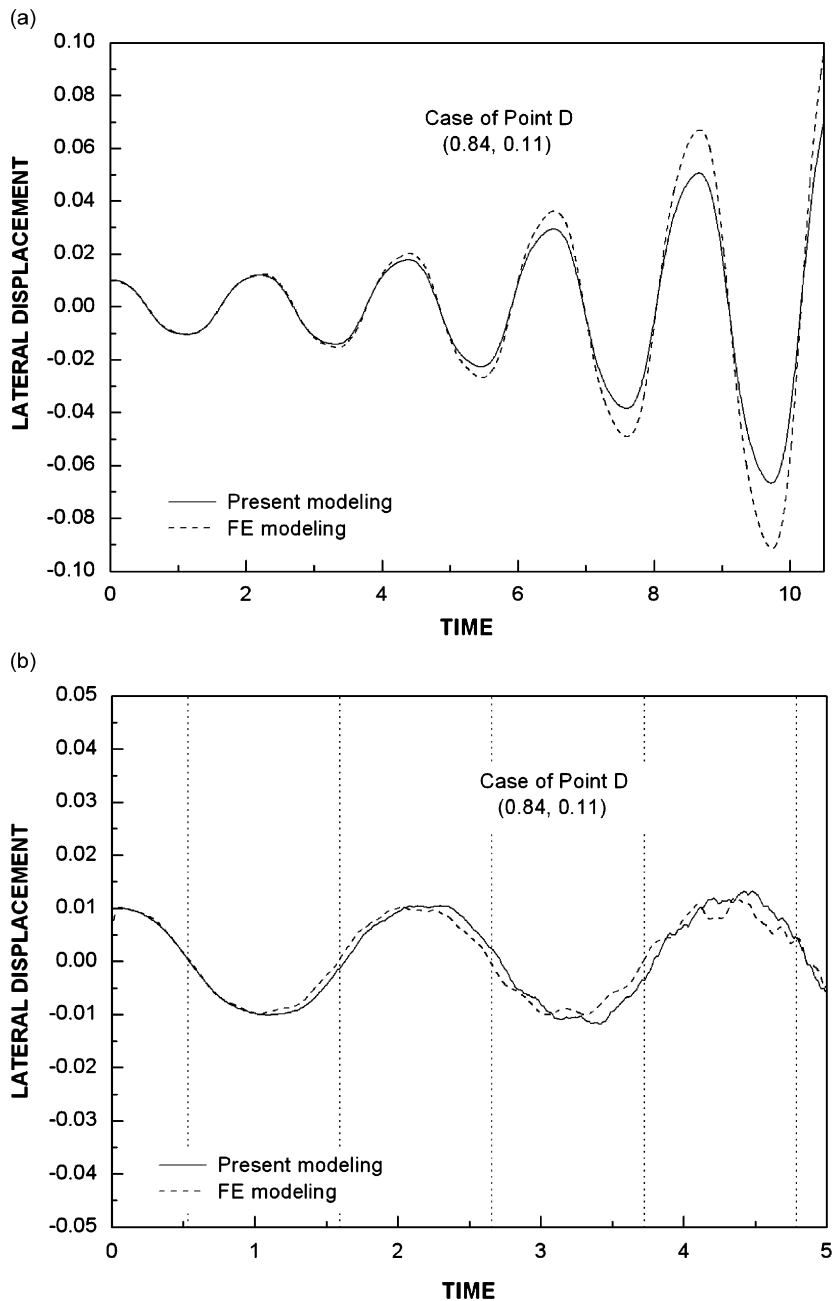 (a)
0.10
0.08
0.06
0.04
0.02
0.00
-0.02
-0.04
-0.06
-0.08
-0.10
LATERAL DISPLACEMENT
Case of Point D
(0.84, 0.11)
Present modeling
FE modeling
0 2 4 6 8 10
TIME
(b)
0.05
0.04
0.03
0.02
0.01
0.00
-0.01
-0.02
-0.03
-0.04
-0.05
LATERAL DISPLACEMENT
Case of Point D
(0.84, 0.11)
Present modeling
FE modeling
0 1 2 3 4 5
TIME